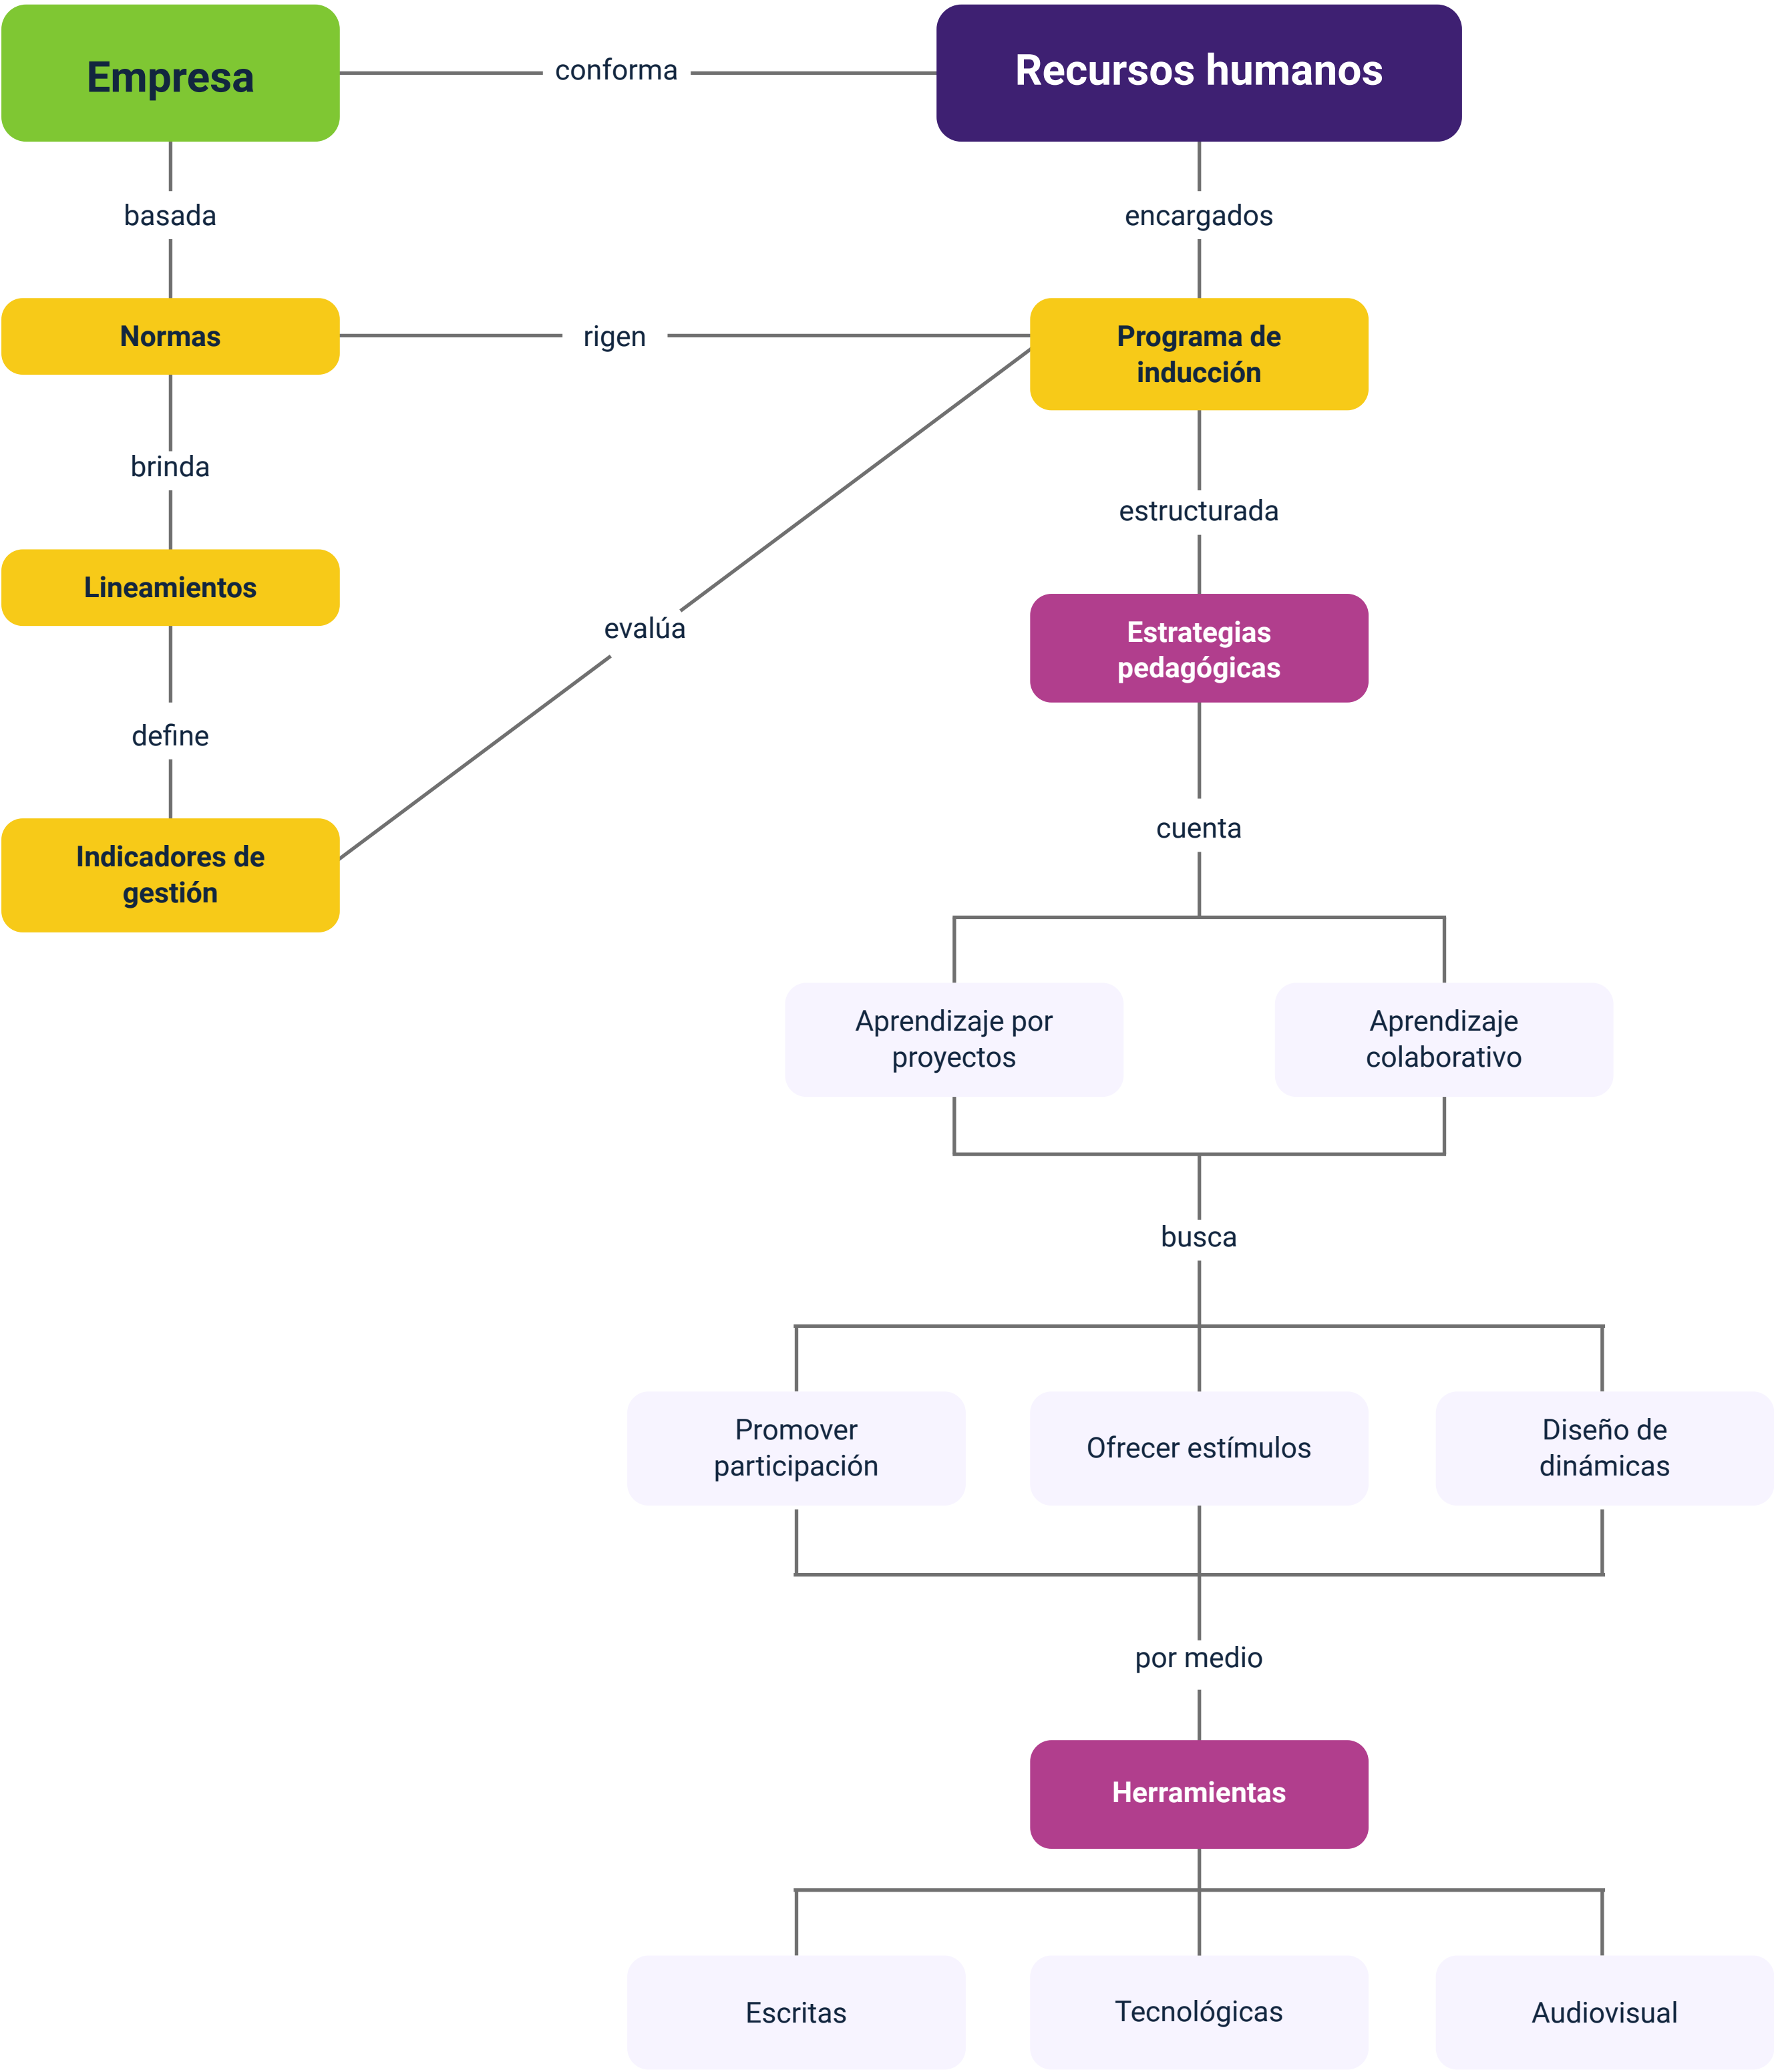 Empresa
conforma
Recursos humanos
basada
encargados
Normas
rigen
Programa de
inducción
brinda
estructurada
Lineamientos
evalúa
Estrategias
pedagógicas
define
cuenta
Indicadores de
gestión
Aprendizaje por
proyectos
Aprendizaje
colaborativo
busca
Promover
participación
Ofrecer estímulos
Diseño de
dinámicas
por medio
Herramientas
Escritas
Tecnológicas
Audiovisual